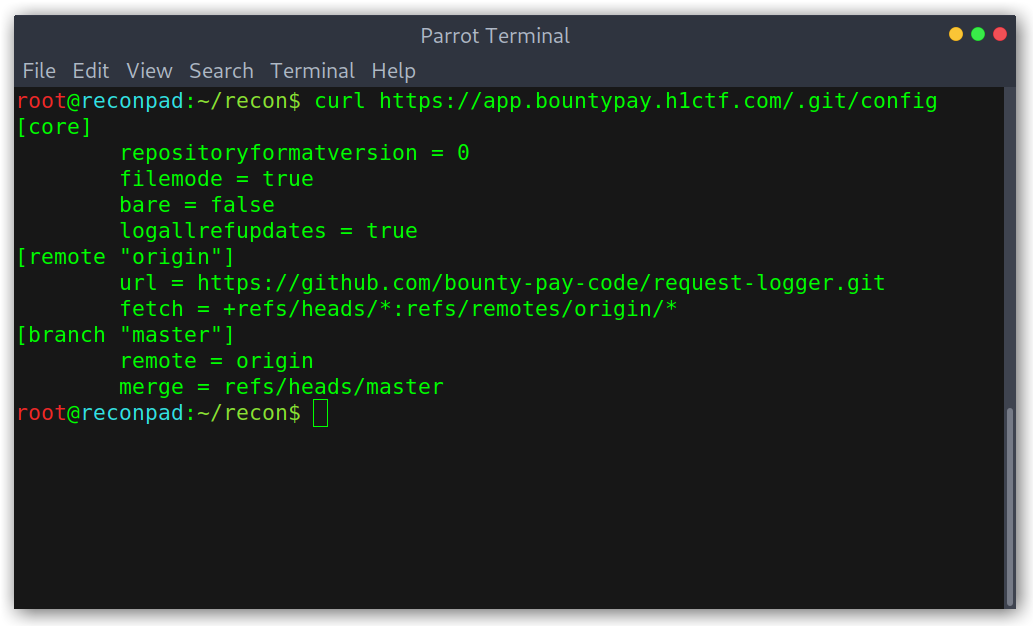 Parrot Terminal
File Edit View Search Terminal Help
root@reconpad:~/recon$ curl https://app.bountypay.h1ctf.com/.git/config
[core]
        repositoryformatversion = 0
        filemode = true
        bare = false
        logallrefupdates = true
[remote "origin"]
        url = https://github.com/bounty-pay-code/request-logger.git
        fetch = +refs/heads/*:refs/remotes/origin/*
[branch "master"]
        remote = origin
        merge = refs/heads/master
root@reconpad:~/recon$